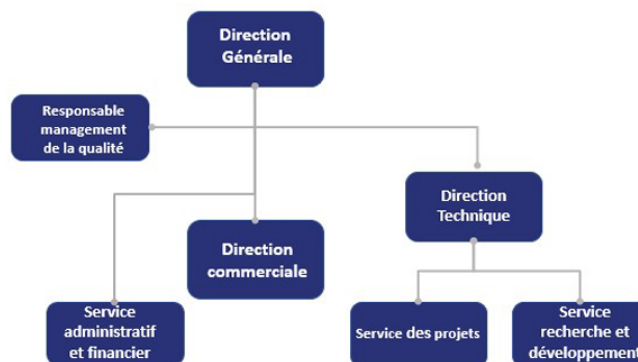 Direction
Générale
Responsable
management
de la qualité
Direction
Technique
Direction
commerciale
Service
administratif
et financier
Service des projets
Service
recherche et
développement